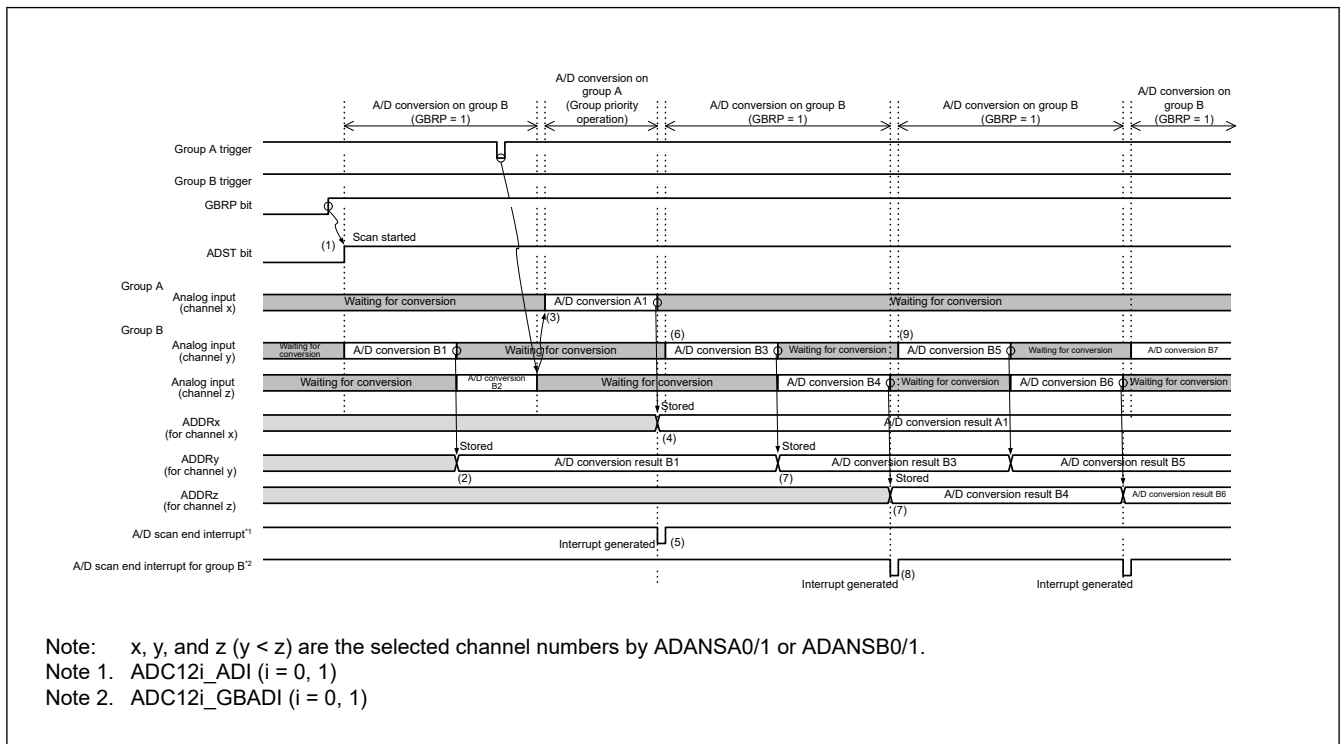 A/D conversion on group B
(GBRP = 1)
A/D conversion on
group A
(Group priority
operation)
A/D conversion on group B
(GBRP = 1)
A/D conversion on group B
(GBRP = 1)
A/D conversion on
group B
(GBRP = 1)
Group A trigger
Group B trigger
GBRP bit
(1)
Scan started
ADST bit
Group A
Analog input
(channel x)
Waiting for conversion
A/D conversion A1
Waiting for conversion
(3)
Group B
(6)
(9)
Analog input
(channel y)
Waiting for
conversion
A/D conversion B1
Waiting for conversion
A/D conversion B3
Waiting for conversion
A/D conversion B5
Waiting for conversion
A/D conversion B7
Analog input
(channel z)
Waiting for conversion
A/D conversion
B2
Waiting for conversion
A/D conversion B4
Waiting for conversion
A/D conversion B6
Waiting for conversion
Stored
ADDRx
(for channel x)
A/D conversion result A1
(4)
Stored
Stored
ADDRy
(for channel y)
A/D conversion result B1
A/D conversion result B3
A/D conversion result B5
(2)
(7)
Stored
ADDRz
(for channel z)
A/D conversion result B4
A/D conversion result B6
(7)
A/D scan end interrupt*1
Interrupt generated
(5)
A/D scan end interrupt for group B*2
(8)
Interrupt generated
Interrupt generated
Note: x, y, and z (y < z) are the selected channel numbers by ADANSA0/1 or ADANSB0/1.
Note 1. ADC12i_ADI (i = 0, 1)
Note 2. ADC12i_GBADI (i = 0, 1)